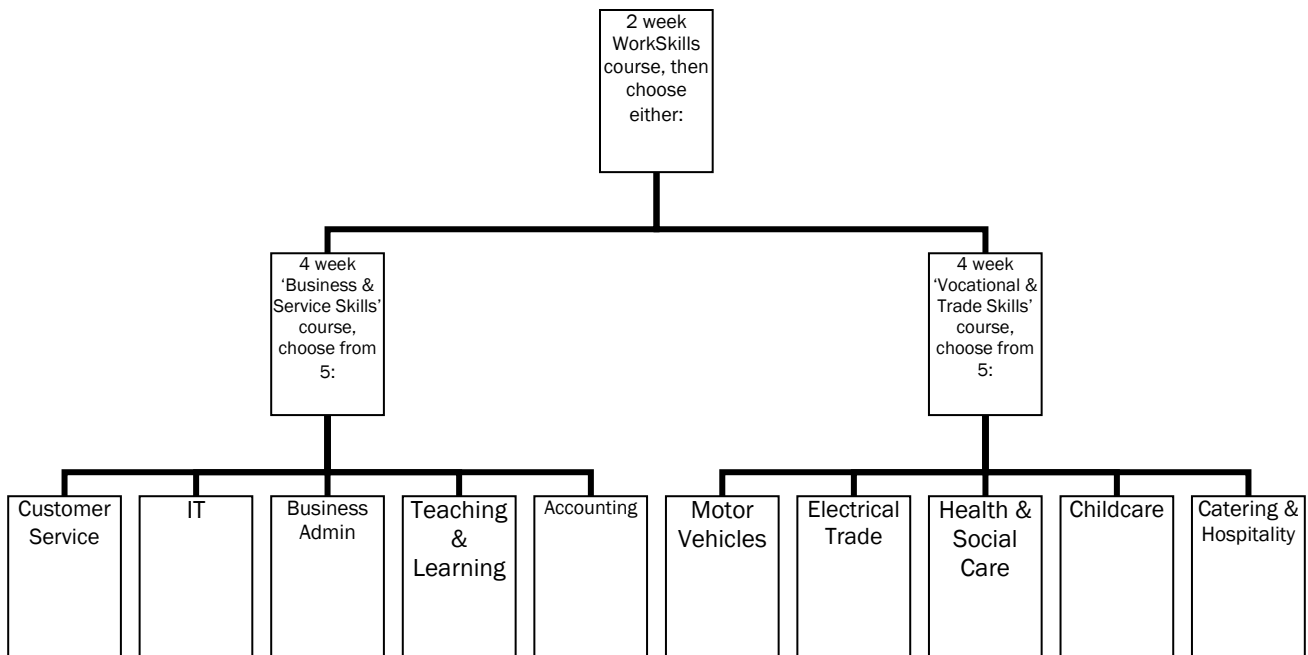 2 week
WorkSkills
course, then
choose
either:
4 week
‘Business &
Service Skills’
course,
choose from
5:
4 week
‘Vocational &
Trade Skills’
course,
choose from
5:
Customer
Service
IT
Business
Admin
Teaching
&
Learning
Accounting
Motor
Vehicles
Electrical
Trade
Health &
Social
Care
Childcare
Catering &
Hospitality